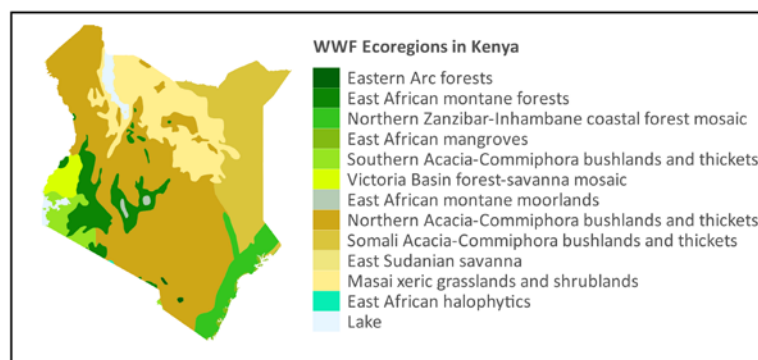 WWF Ecoregions in Kenya
Eastern Arc forests
East African montane forests
Northern Zanzibar-Inhambane coastal forest mosaic
East African mangroves
Southern Acacia-Commiphora bushlands and thickets
Victoria Basin forest-savanna mosaic
East African montane moorlands
Northern Acacia-Commiphora bushlands and thickets
Somali Acacia-Commiphora bushlands and thickets
East Sudanian savanna
Masai xeric grasslands and shrublands
East African halophytics
Lake